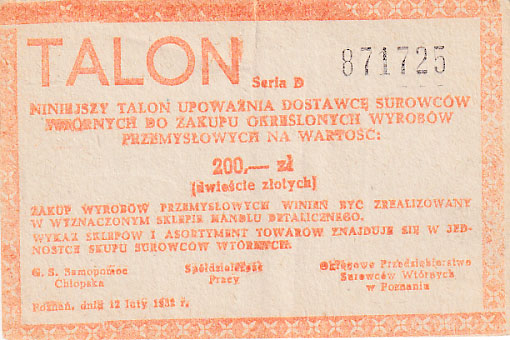 TALON
Seria D
871725
NINIEJSZY TALON UPOWAŻNIA DOSTAWCĘ SUROWCÓW
WTÓRNYCH DO ZAKUPU OKREŚLONYCH WYROBÓW
PRZEMYSŁOWYCH NA WARTOŚĆ:
200,— zł
(dwieście złotych)
ZAKUP WYROBÓW PRZEMYSŁOWYCH WINIEN BYĆ ZREALIZOWANY
W WYZNACZONYM SKLEPIE HANDLU DETALICZNEGO.
WYKAZ SKLEPÓW I ASORTYMENT TOWARÓW ZNAJDUJE SIĘ W JED-
NOSTCE SKUPU SUROWCÓW WTÓRNYCH.
G. S. Samopomoc
Chłopska
Spółdzielczość
Pracy
Okręgowe Przedsiębiorstwo
Surowców Wtórnych
w Poznaniu
Poznań, dnia 12 luty 1982 r.